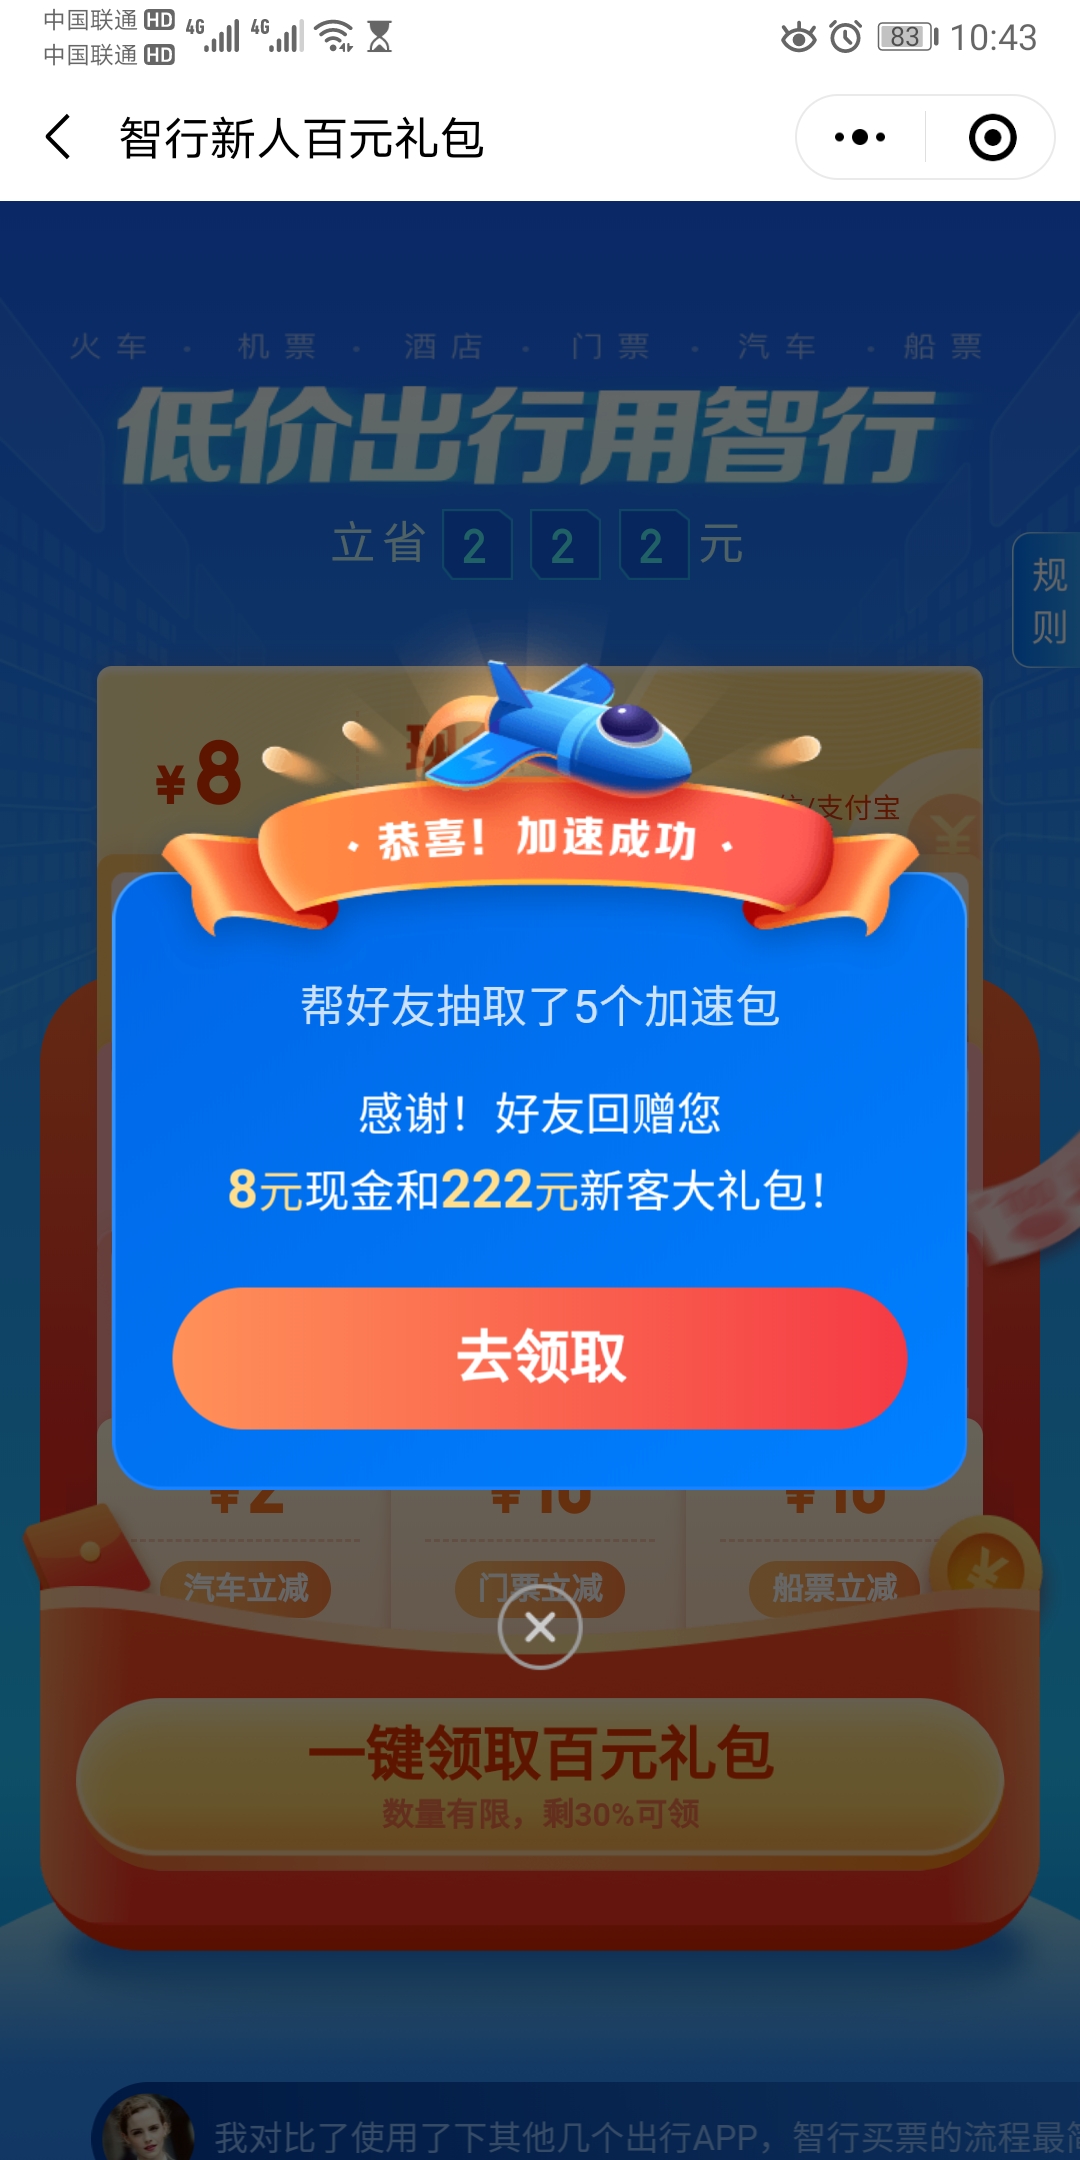 中国联通 HD 4G 4G
中国联通 HD
83 10:43
智行新人百元礼包
火车 · 机票 · 酒店 · 门票 · 汽车 · 船票
低价出行用智行
立省 2 2 2 元
规则
¥8
/支付宝
· 恭喜！加速成功 ·
帮好友抽取了5个加速包
感谢！好友回赠您
8元现金和222元新客大礼包！
去领取
¥2 ¥10 ¥10
汽车立减 门票立减 船票立减
一键领取百元礼包
数量有限，剩30%可领
我对比了使用了下其他几个出行APP，智行买票的流程最简